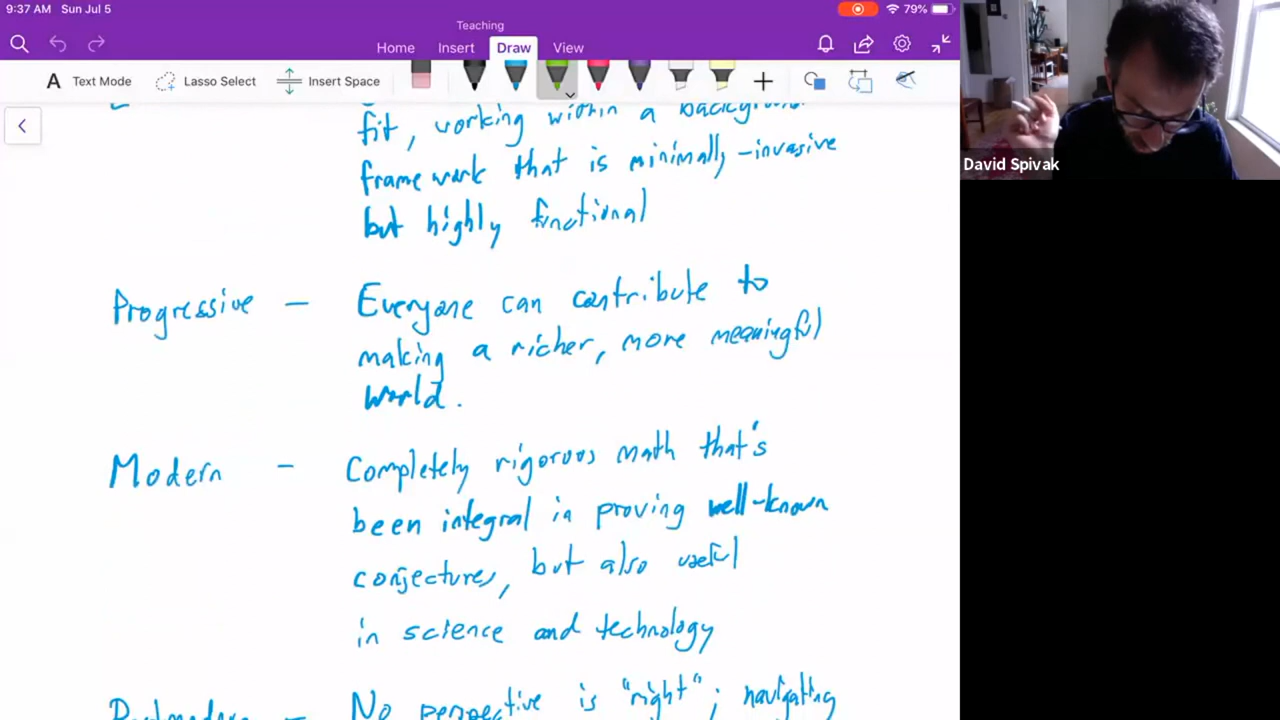 9:37 AM Sun Jul 5
79%
Teaching
Home Insert Draw View
Text Mode Lasso Select Insert Space
David Spivak
fit, working within a background
framework that is minimally-invasive
but highly functional
Progressive — Everyone can contribute to
making a richer, more meaningful
world.
Modern — Completely rigorous math that's
been integral in proving well-known
conjectures, but also useful
in science and technology
Postmodern — No perspective is "right"; navigating